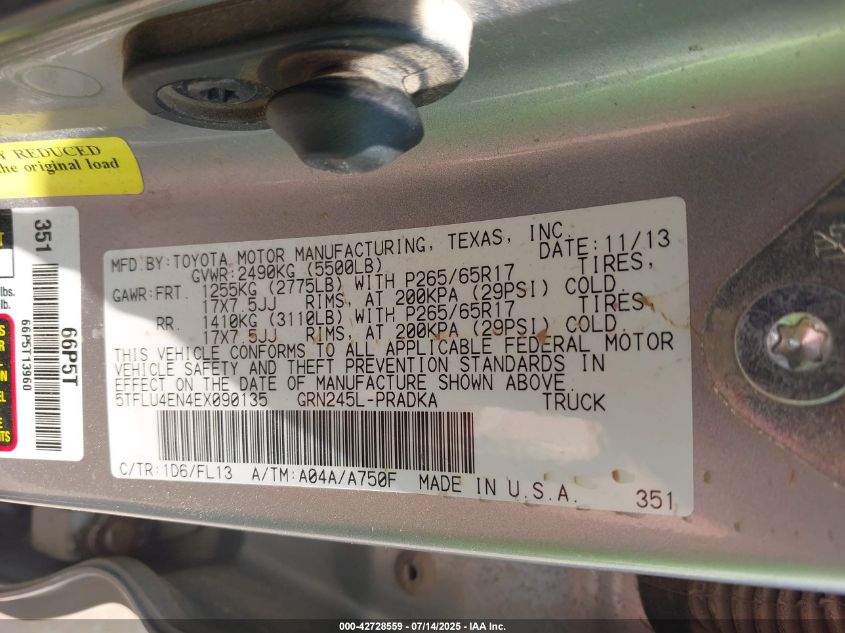 Y REDUCED
the original load
351
66P5T13960
66P5T
lbs.
lbs.
MFD BY: TOYOTA MOTOR MANUFACTURING, TEXAS, INC.
GVWR: 2490KG (5500LB) DATE: 11/13
GAWR: FRT. 1255KG (2775LB) WITH P265/65R17 TIRES,
17X7.5JJ RIMS, AT 200KPA (29PSI) COLD.
RR. 1410KG (3110LB) WITH P265/65R17 TIRES,
17X7.5JJ RIMS, AT 200KPA (29PSI) COLD.
THIS VEHICLE CONFORMS TO ALL APPLICABLE FEDERAL MOTOR
VEHICLE SAFETY AND THEFT PREVENTION STANDARDS IN
EFFECT ON THE DATE OF MANUFACTURE SHOWN ABOVE.
5TFLU4EN4EX090135 GRN245L-PRADKA TRUCK
C/TR: 1D6/FL13 A/TM: A04A/A750F MADE IN U.S.A.
351
000-42728559 - 07/14/2025 - IAA Inc.